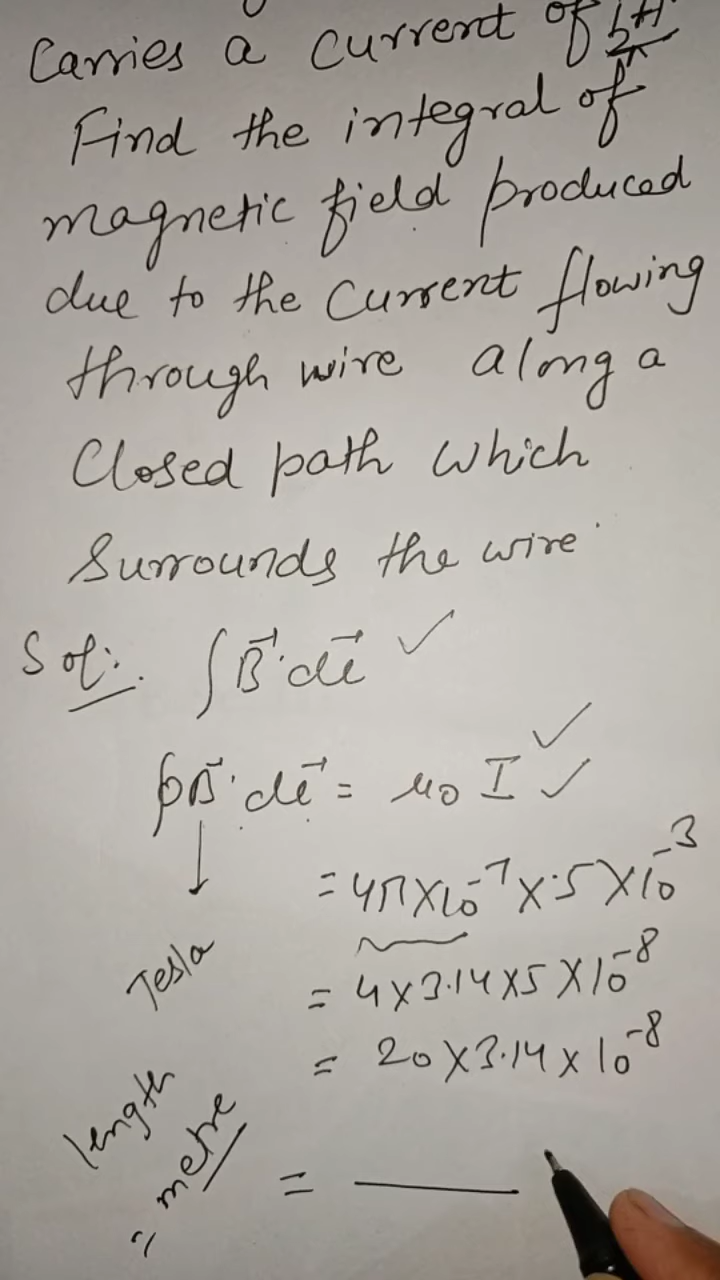 Carries a current of
Find the integral of
magnetic field produced
due to the current flowing
through wire along a
Closed path which
Surrounds the wire
Sol:. ∫B⃗·dl⃗ ✓
∮B⃗·dl⃗ = μ0 I ✓ ✓
= 4π×10⁻⁷×·5×10⁻³
Tesla
= 4×3.14×5×10⁻⁸
= 20×3.14×10⁻⁸
length
= metre
=